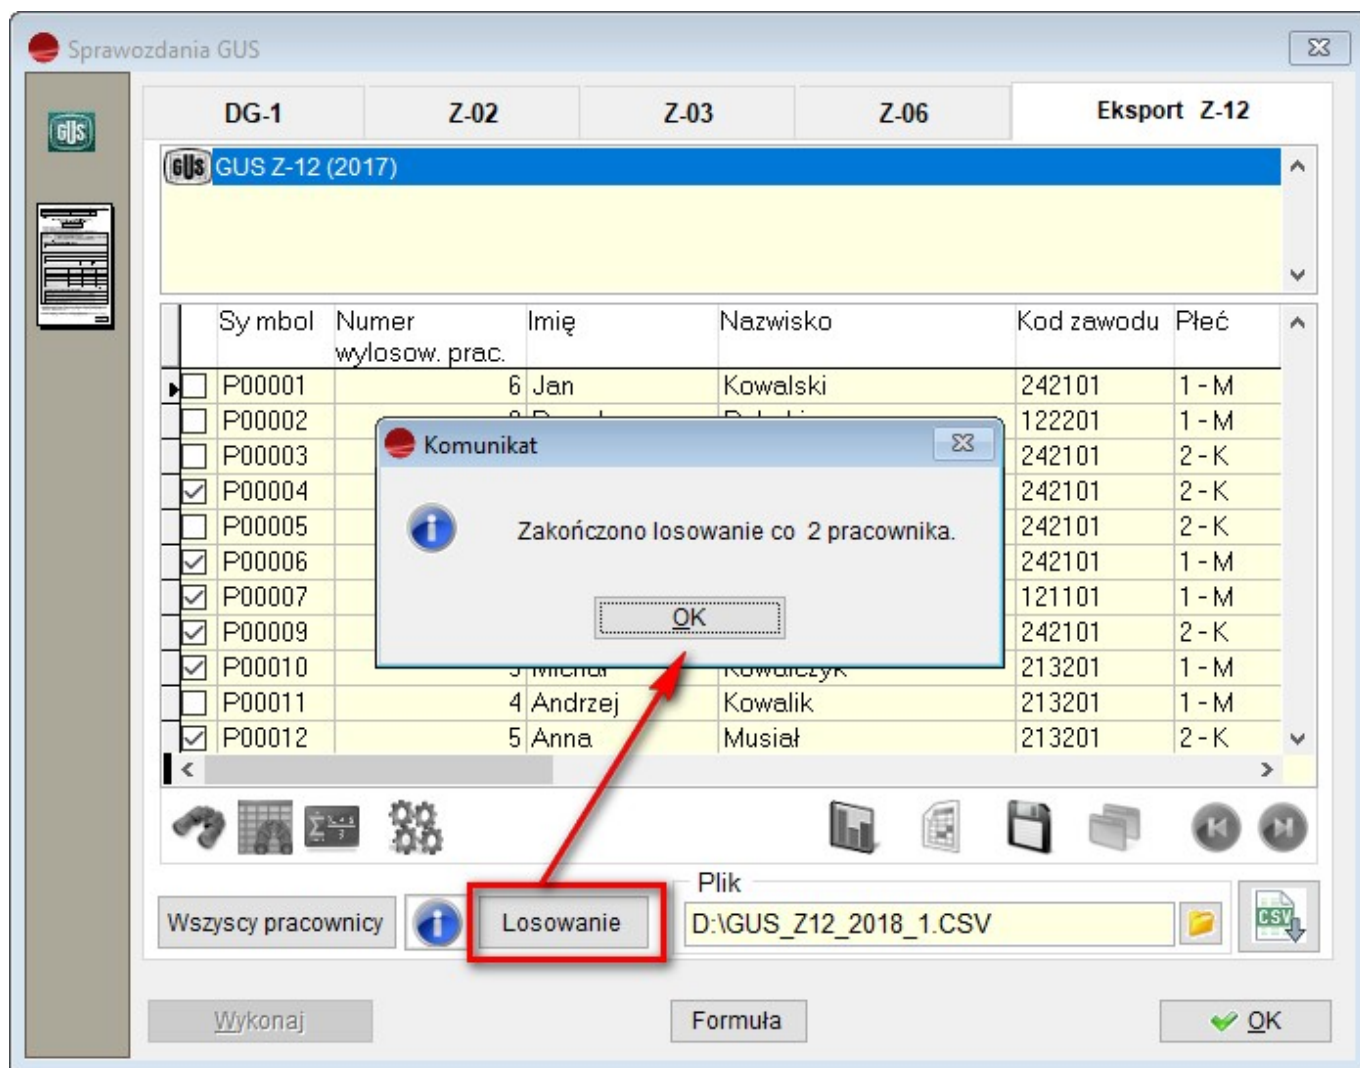 Sprawozdania GUS
DG-1 Z-02 Z-03 Z-06 Eksport Z-12
GUS
GUS GUS Z-12 (2017)
Symbol Numer wylosow. prac. Imię Nazwisko Kod zawodu Płeć
P00001 6 Jan Kowalski 242101 1 - M
P00002 122201 1 - M
P00003 242101 2 - K
P00004 242101 2 - K
P00005 242101 2 - K
P00006 242101 1 - M
P00007 121101 1 - M
P00009 242101 2 - K
P00010 Michał Kowalczyk 213201 1 - M
P00011 4 Andrzej Kowalik 213201 1 - M
P00012 5 Anna Musiał 213201 2 - K
Komunikat
Zakończono losowanie co 2 pracownika.
OK
Plik
Wszyscy pracownicy Losowanie D:\GUS_Z12_2018_1.CSV CSV
Wykonaj Formuła OK